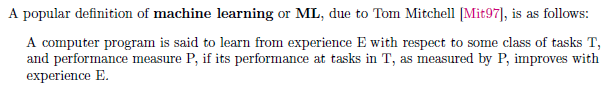 A popular definition of machine learning or ML, due to Tom Mitchell [Mit97], is as follows:
A computer program is said to learn from experience E with respect to some class of tasks T,
and performance measure P, if its performance at tasks in T, as measured by P, improves with
experience E.